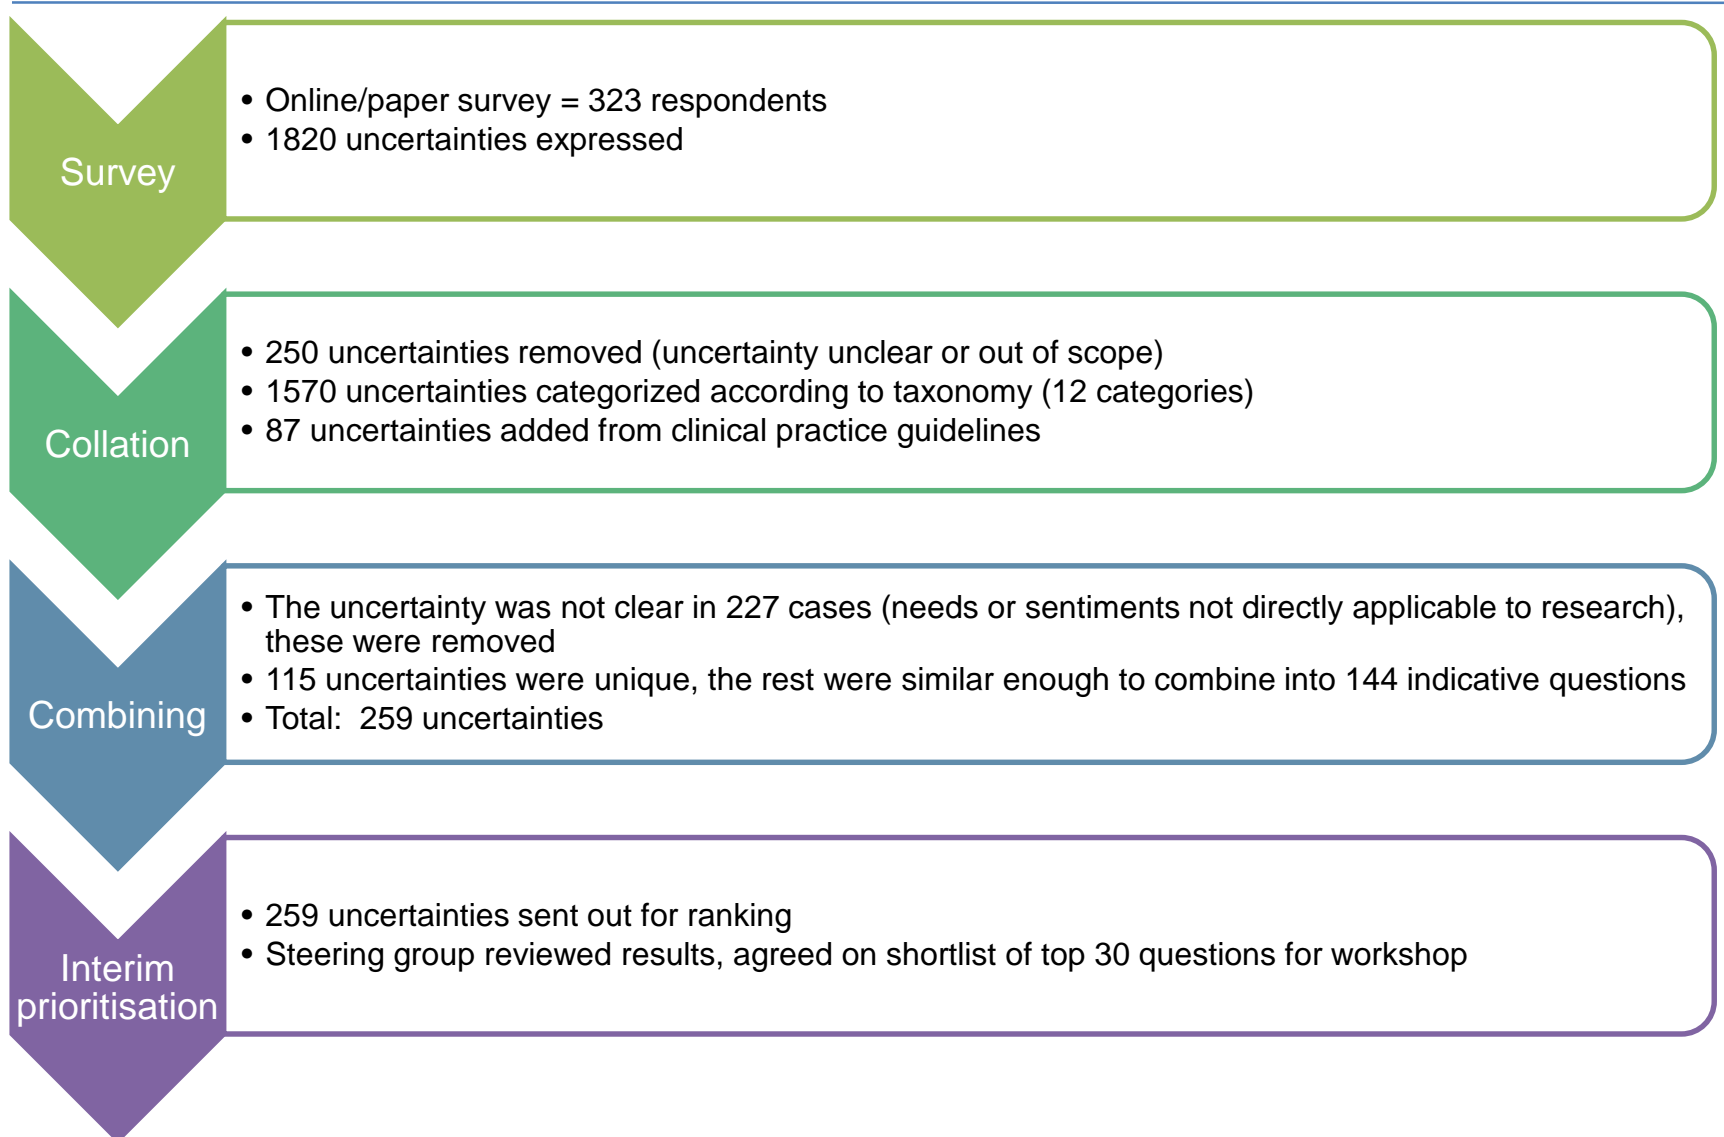 Survey
• Online/paper survey = 323 respondents
• 1820 uncertainties expressed
Collation
• 250 uncertainties removed (uncertainty unclear or out of scope)
• 1570 uncertainties categorized according to taxonomy (12 categories)
• 87 uncertainties added from clinical practice guidelines
Combining
• The uncertainty was not clear in 227 cases (needs or sentiments not directly applicable to research),
these were removed
• 115 uncertainties were unique, the rest were similar enough to combine into 144 indicative questions
• Total:  259 uncertainties
Interim
prioritisation
• 259 uncertainties sent out for ranking
• Steering group reviewed results, agreed on shortlist of top 30 questions for workshop